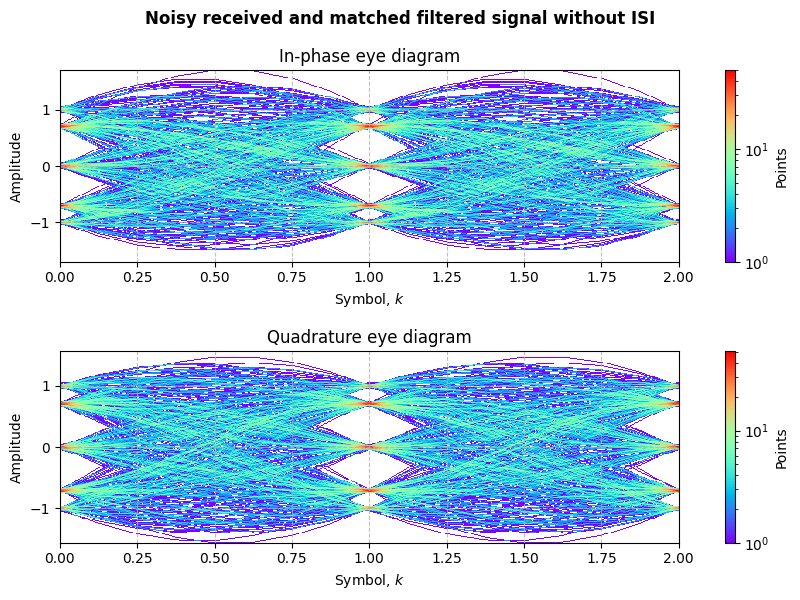 Noisy received and matched filtered signal without ISI
In-phase eye diagram
Amplitude
1
0
−1
0.00 0.25 0.50 0.75 1.00 1.25 1.50 1.75 2.00
Symbol, k
10¹
10⁰
Points
Quadrature eye diagram
Amplitude
1
0
−1
0.00 0.25 0.50 0.75 1.00 1.25 1.50 1.75 2.00
Symbol, k
10¹
10⁰
Points